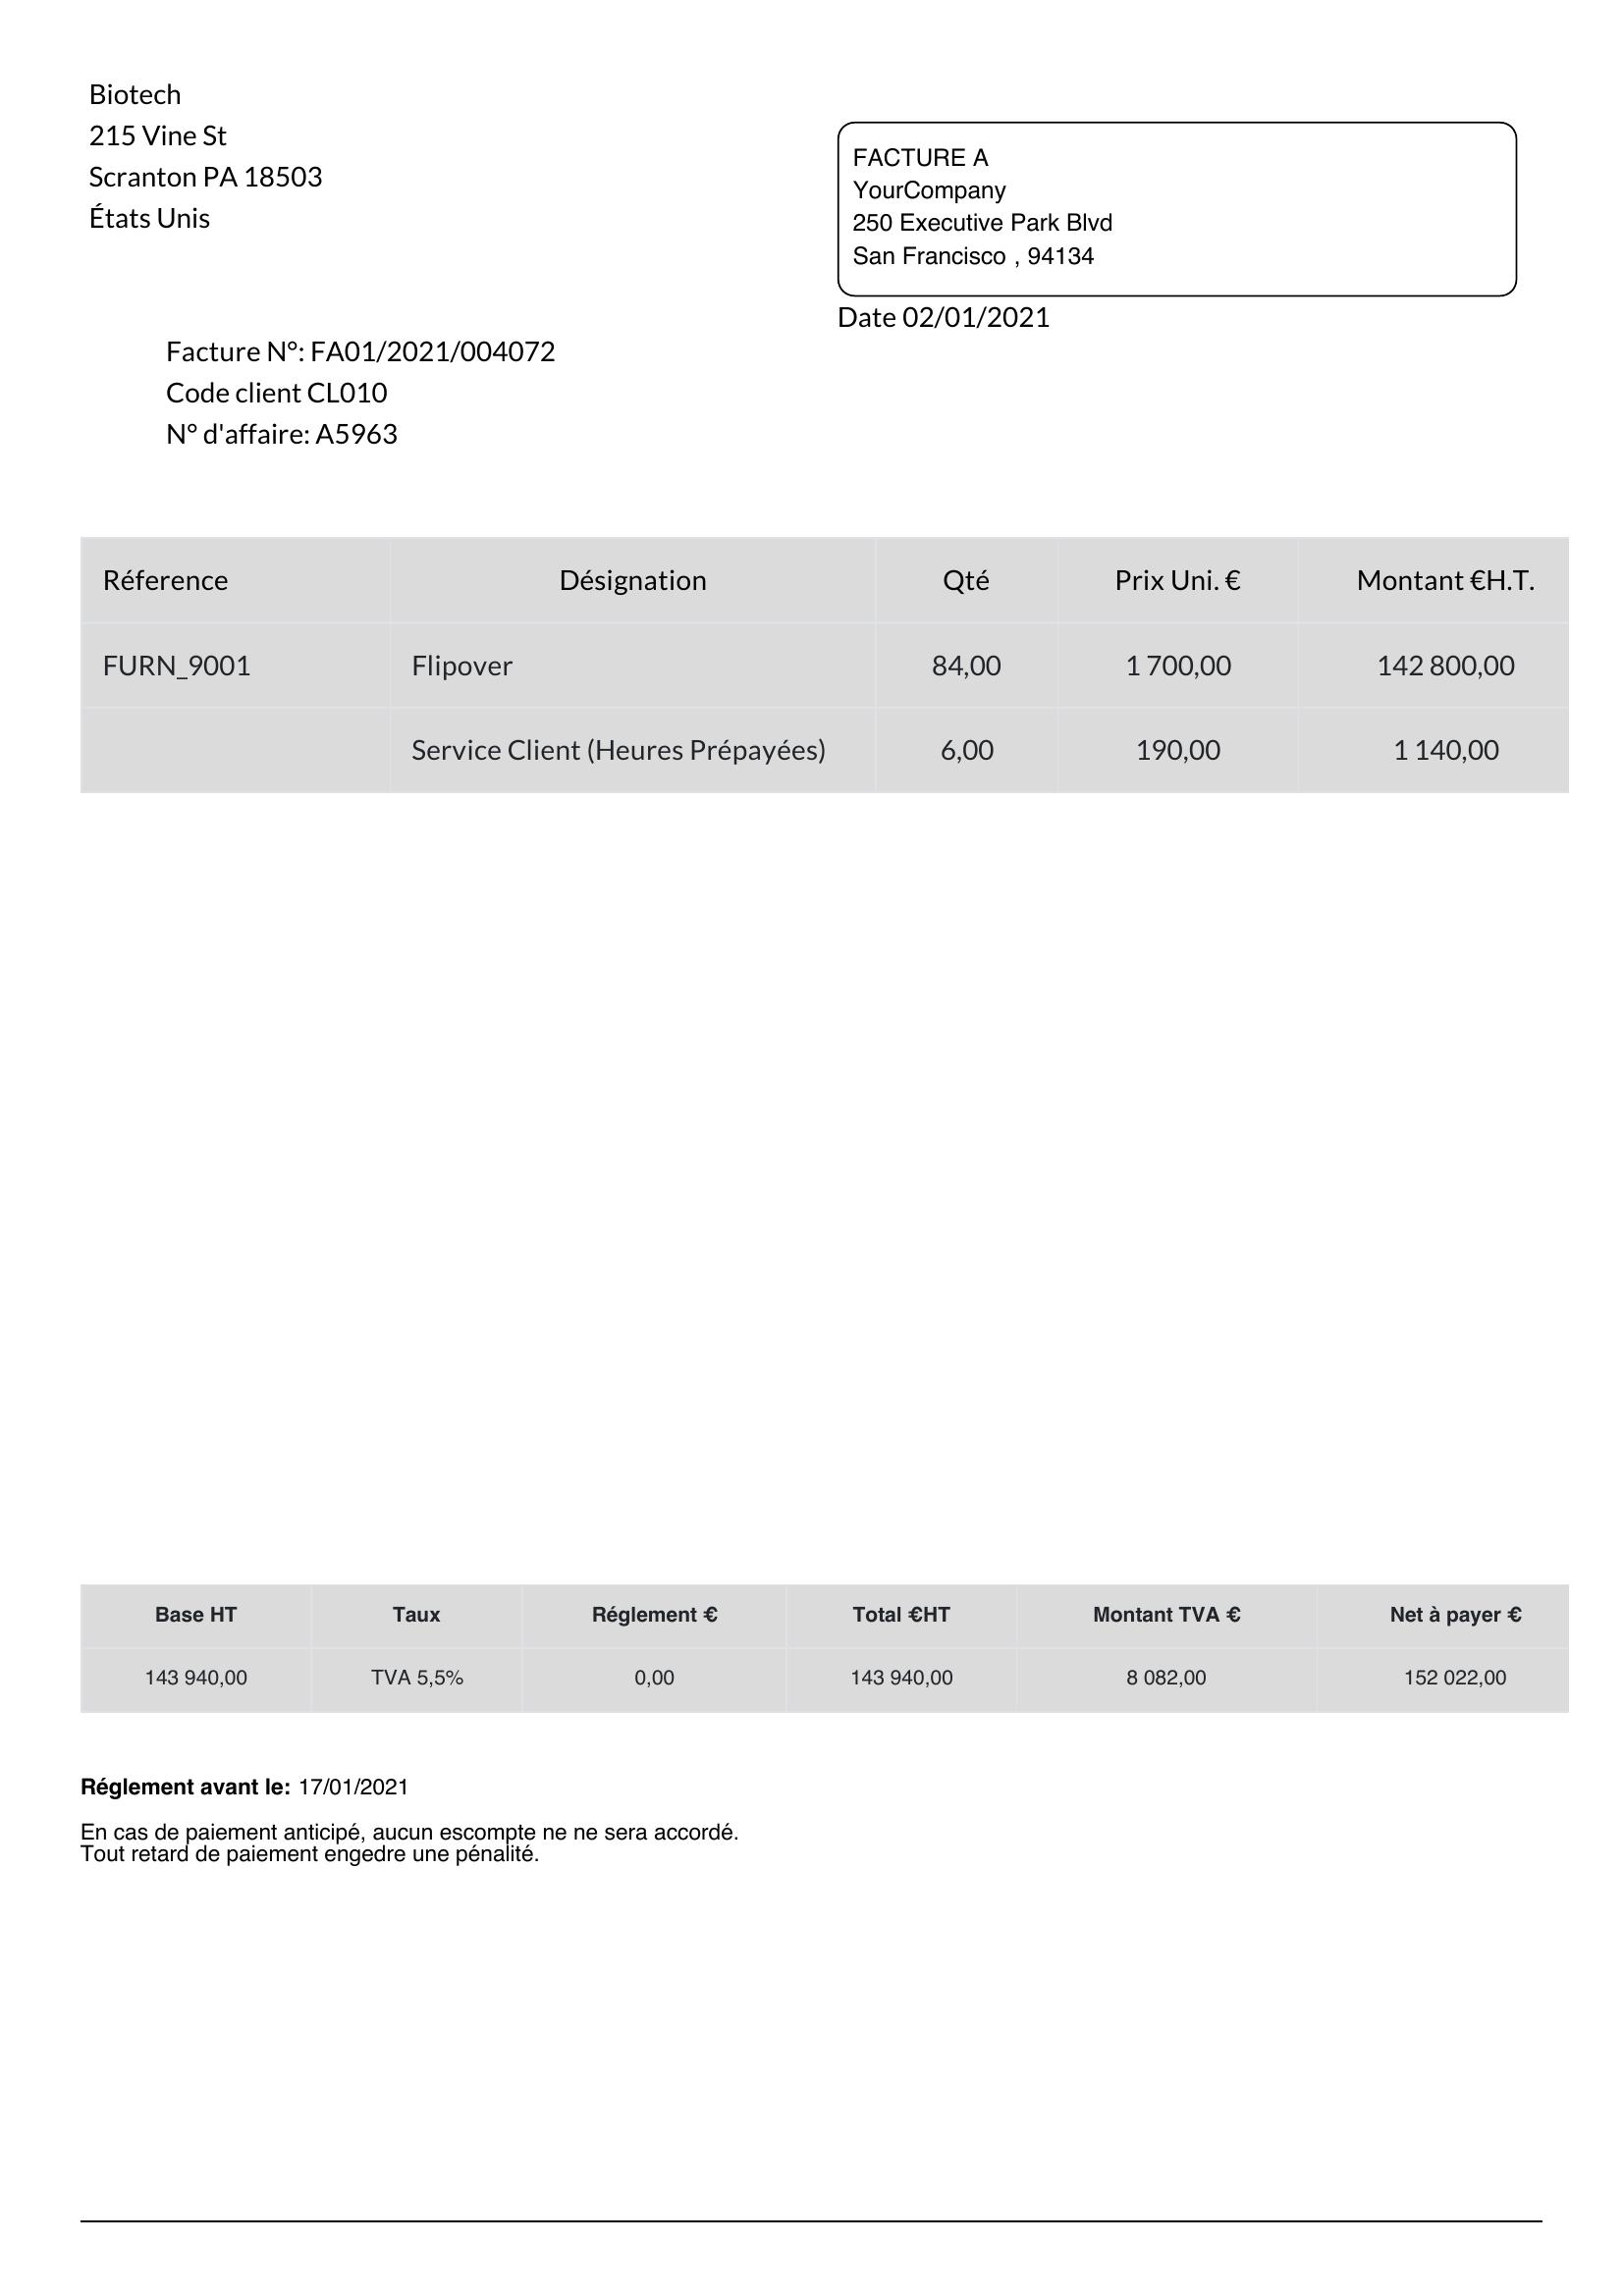 Biotech
215 Vine St
Scranton PA 18503
États Unis
FACTURE A
YourCompany
250 Executive Park Blvd
San Francisco , 94134
Date 02/01/2021
Facture N°: FA01/2021/004072
Code client CL010
N° d'affaire: A5963
Réference Désignation Qté Prix Uni. € Montant €H.T.
FURN_9001 Flipover 84,00 1 700,00 142 800,00
Service Client (Heures Prépayées) 6,00 190,00 1 140,00
Base HT Taux Réglement € Total €HT Montant TVA € Net à payer €
143 940,00 TVA 5,5% 0,00 143 940,00 8 082,00 152 022,00
Réglement avant le: 17/01/2021
En cas de paiement anticipé, aucun escompte ne ne sera accordé.
Tout retard de paiement engedre une pénalité.